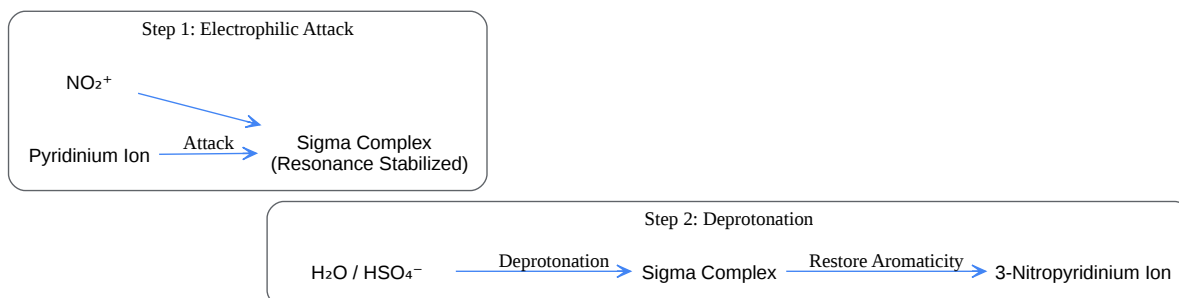 Step 1: Electrophilic Attack
NO₂⁺
Pyridinium Ion
Attack
Sigma Complex
(Resonance Stabilized)
Step 2: Deprotonation
H₂O / HSO₄⁻
Deprotonation
Sigma Complex
Restore Aromaticity
3-Nitropyridinium Ion